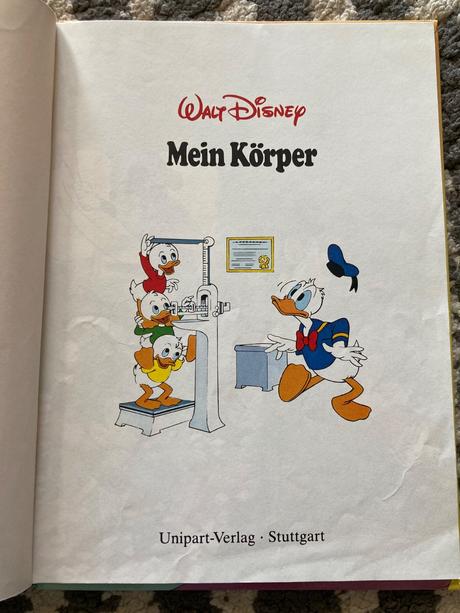 WALT DISNEY
Mein Körper
Unipart-Verlag · Stuttgart